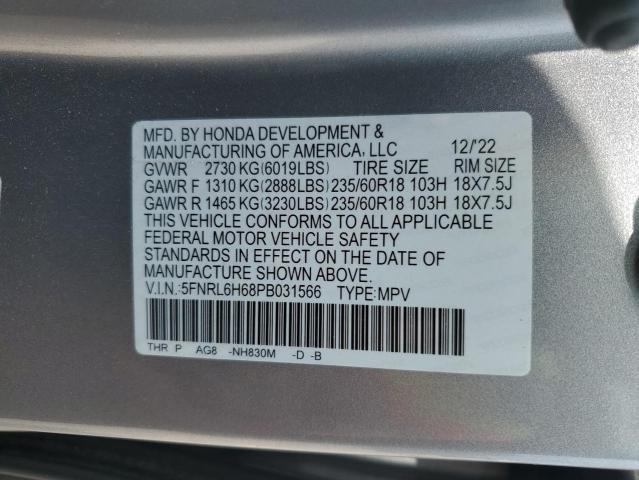 MFD. BY HONDA DEVELOPMENT &
MANUFACTURING OF AMERICA, LLC 12/'22
GVWR 2730 KG(6019LBS) TIRE SIZE RIM SIZE
GAWR F 1310 KG(2888LBS) 235/60R18 103H 18X7.5J
GAWR R 1465 KG(3230LBS) 235/60R18 103H 18X7.5J
THIS VEHICLE CONFORMS TO ALL APPLICABLE
FEDERAL MOTOR VEHICLE SAFETY
STANDARDS IN EFFECT ON THE DATE OF
MANUFACTURE SHOWN ABOVE.
V.I.N.:5FNRL6H68PB031566 TYPE:MPV
THR P AG8 -NH830M -D -B